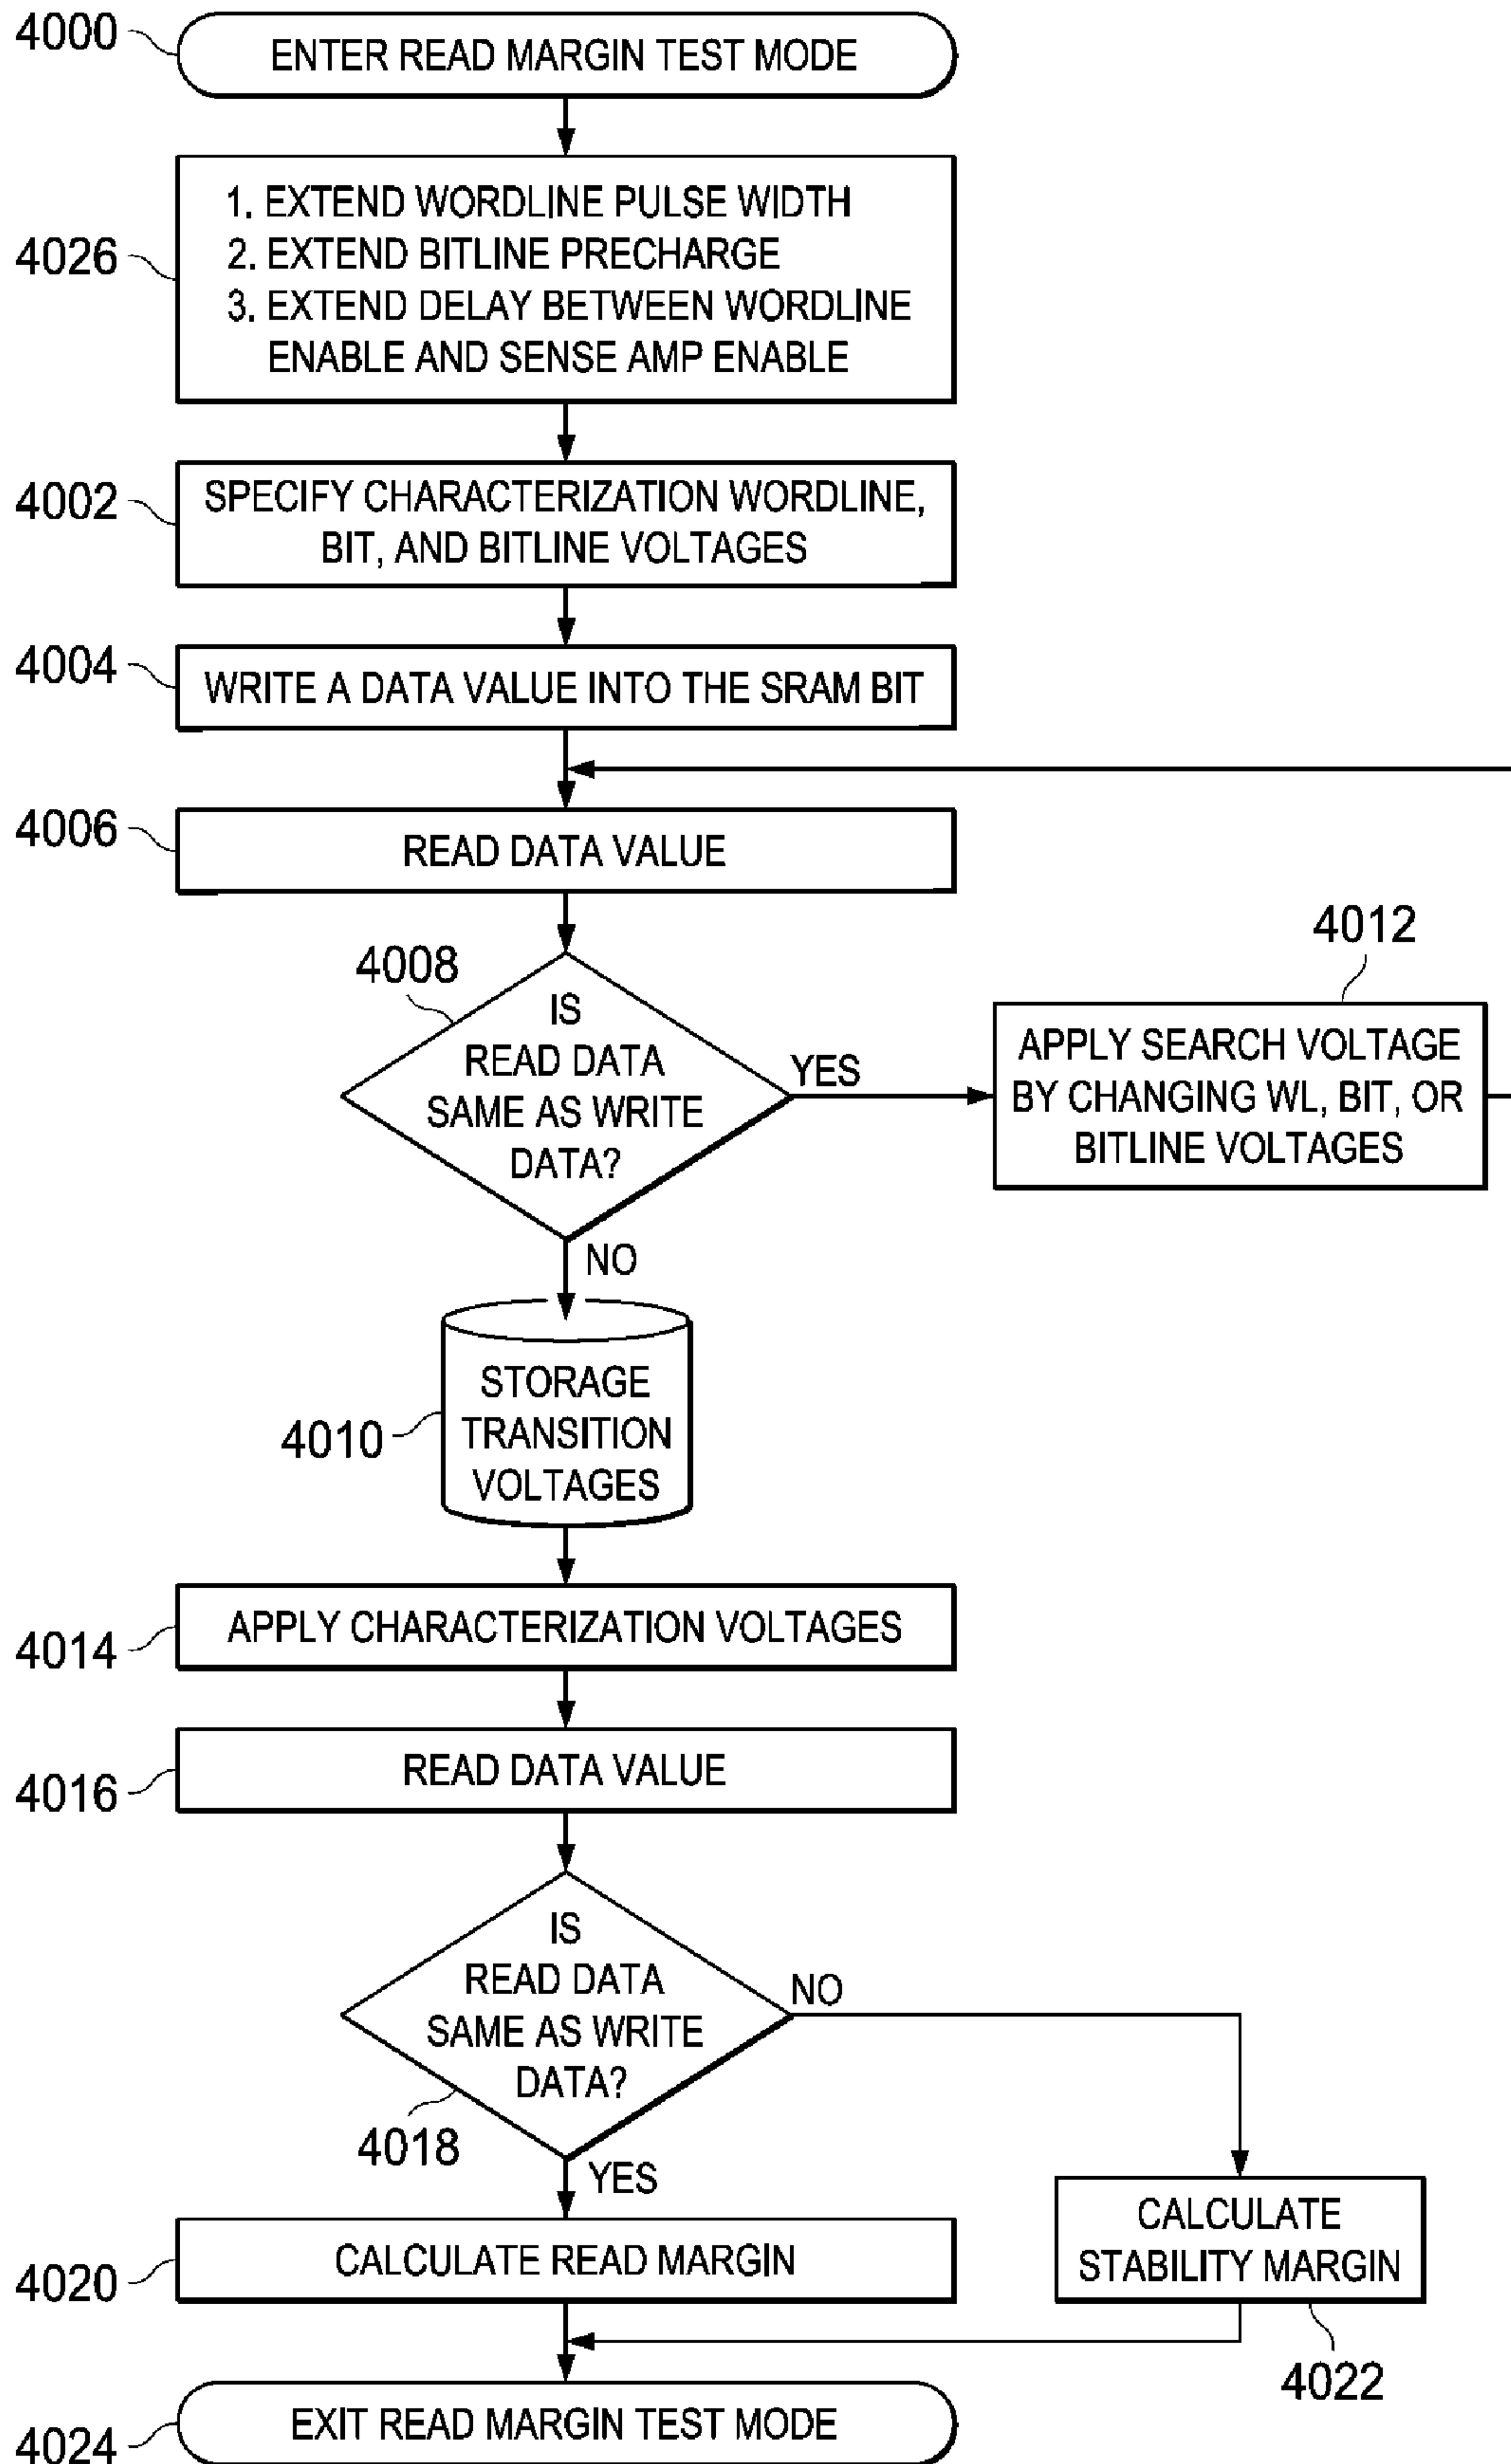 4000
ENTER READ MARGIN TEST MODE
4026
1. EXTEND WORDLINE PULSE WIDTH
2. EXTEND BITLINE PRECHARGE
3. EXTEND DELAY BETWEEN WORDLINE
ENABLE AND SENSE AMP ENABLE
4002
SPECIFY CHARACTERIZATION WORDLINE,
BIT, AND BITLINE VOLTAGES
4004
WRITE A DATA VALUE INTO THE SRAM BIT
4006
READ DATA VALUE
4008
IS
READ DATA
SAME AS WRITE
DATA?
YES
4012
APPLY SEARCH VOLTAGE
BY CHANGING WL, BIT, OR
BITLINE VOLTAGES
NO
4010
STORAGE
TRANSITION
VOLTAGES
4014
APPLY CHARACTERIZATION VOLTAGES
4016
READ DATA VALUE
IS
READ DATA
SAME AS WRITE
DATA?
4018
NO
YES
4020
CALCULATE READ MARGIN
CALCULATE
STABILITY MARGIN
4022
4024
EXIT READ MARGIN TEST MODE